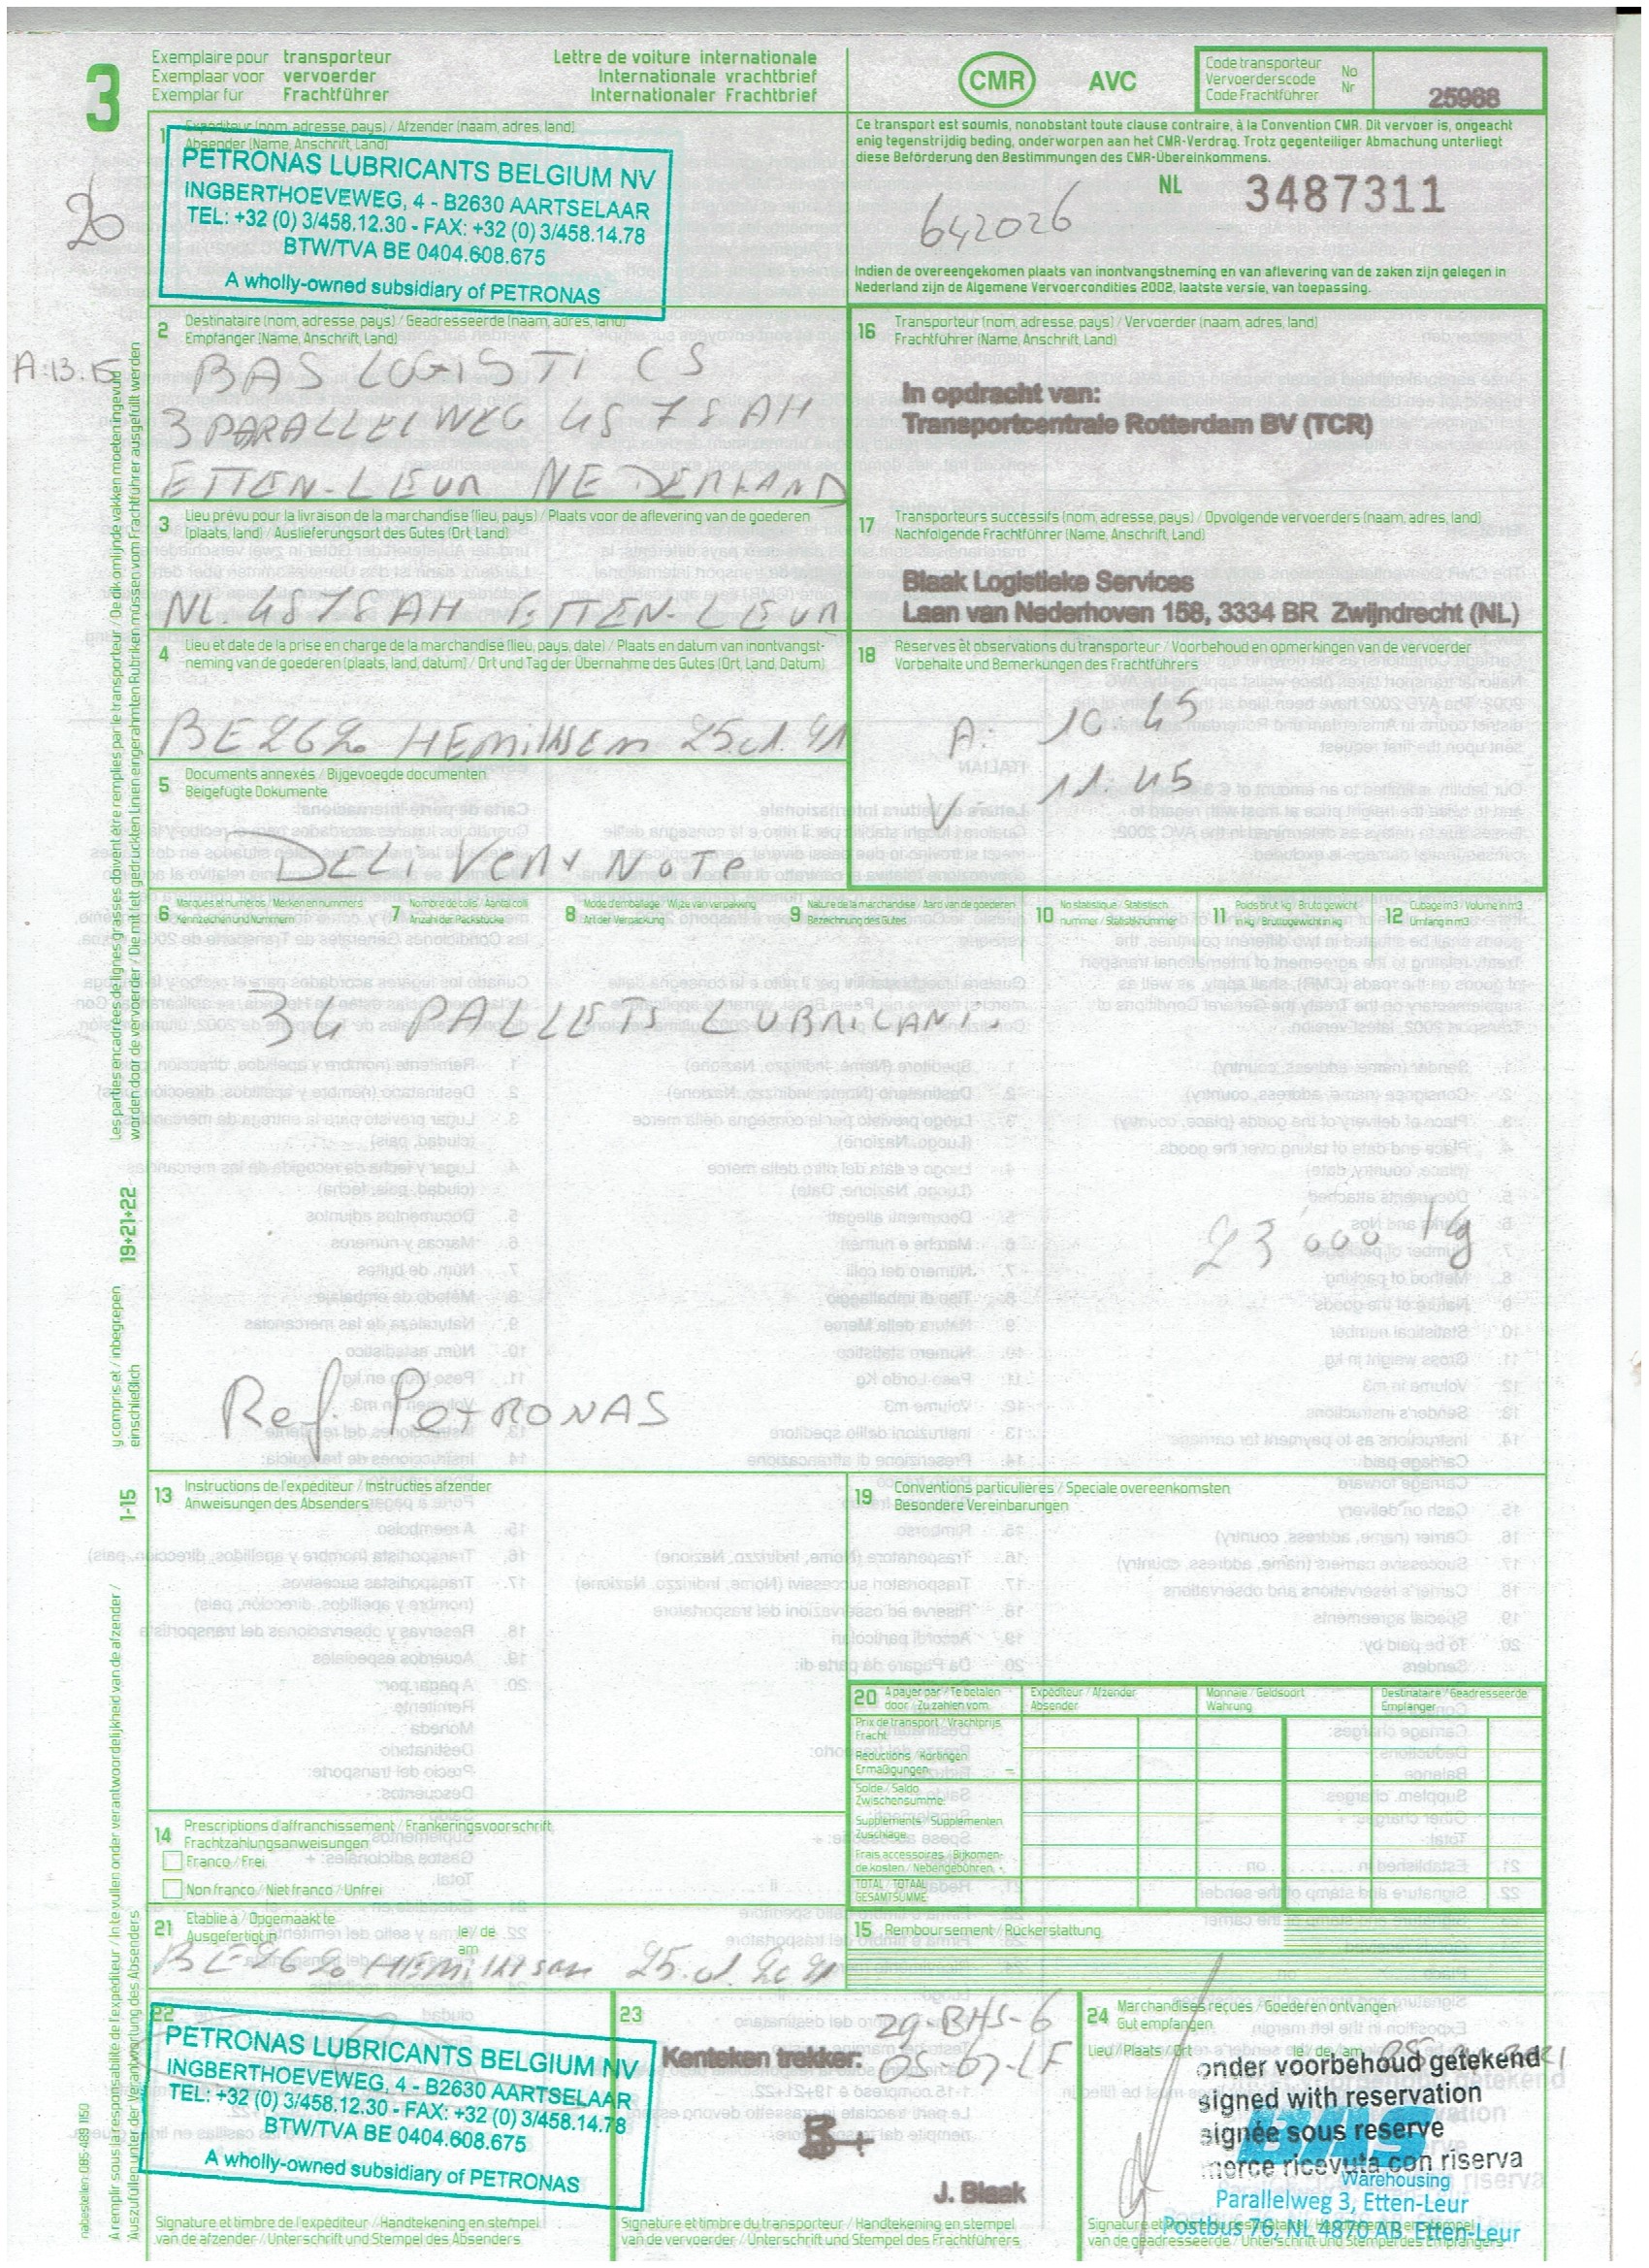 3
Exemplaire pour transporteur
Exemplaar voor vervoerder
Exemplar für Frachtführer
Lettre de voiture internationale
Internationale vrachtbrief
Internationaler Frachtbrief
CMR AVC
Code transporteur
Vervoerderscode
Code Frachtführer
No
Nr
25968
1 Expéditeur (nom, adresse, pays) / Afzender (naam, adres, land)
Absender (Name, Anschrift, Land)
PETRONAS LUBRICANTS BELGIUM NV
INGBERTHOEVEWEG, 4 - B2630 AARTSELAAR
TEL: +32 (0) 3/458.12.30 - FAX: +32 (0) 3/458.14.78
BTW/TVA BE 0404.608.675
A wholly-owned subsidiary of PETRONAS
26
Ce transport est soumis, nonobstant toute clause contraire, à la Convention CMR. Dit vervoer is, ongeacht
enig tegenstrijdig beding, onderworpen aan het CMR-Verdrag. Trotz gegenteiliger Abmachung unterliegt
diese Beförderung den Bestimmungen des CMR-Übereinkommens.
NL 3487311
642026
Indien de overeengekomen plaats van inontvangstneming en van aflevering van de zaken zijn gelegen in
Nederland zijn de Algemene Vervoercondities 2002, laatste versie, van toepassing.
2 Destinataire (nom, adresse, pays) / Geadresseerde (naam, adres, land)
Empfänger (Name, Anschrift, Land)
A:13.15
BAS LOGISTICS
3 PARALLELWEG 4878 AH
ETTEN-LEUR NEDERLAND
16 Transporteur (nom, adresse, pays) / Vervoerder (naam, adres, land)
Frachtführer (Name, Anschrift, Land)
In opdracht van:
Transportcentrale Rotterdam BV (TCR)
3 Lieu prévu pour la livraison de la marchandise (lieu, pays) / Plaats voor de aflevering van de goederen
(plaats, land) / Auslieferungsort des Gutes (Ort, Land)
NL. 4878 AH ETTEN-LEUR
17 Transporteurs successifs (nom, adresse, pays) / Opvolgende vervoerders (naam, adres, land)
Nachfolgende Frachtführer (Name, Anschrift, Land)
Blaak Logistieke Services
Laan van Nederhoven 158, 3334 BR Zwijndrecht (NL)
4 Lieu et date de la prise en charge de la marchandise (lieu, pays, date) / Plaats en datum van inontvangst-
neming van de goederen (plaats, land, datum) / Ort und Tag der Übernahme des Gutes (Ort, Land, Datum)
BE2620 HEmiksem 25.01.21
18 Réserves et observations du transporteur / Voorbehoud en opmerkingen van de vervoerder
Vorbehalte und Bemerkungen des Frachtführers
A: 10 45
V: 11.45
5 Documents annexés / Bijgevoegde documenten
Beigefügte Dokumente
DELIVERY NOTE
6 Marques et numéros / Merken en nummers
Kennzeichen und Nummern
7 Nombre de colis / Aantal colli
Anzahl der Packstücke
8 Mode d'emballage / Wijze van verpakking
Art der Verpackung
9 Nature de la marchandise / Aard van de goederen
Bezeichnung des Gutes
10 No statistique / Statistisch
nummer / Statistiknummer
11 Poids brut, kg / Bruto gewicht
in kg / Bruttogewicht in kg
12 Cubage m3 / Volume in m3
Umfang in m3
34 PALLETS LUBRICANT
23'000 kg
Ref. PETRONAS
13 Instructions de l'expéditeur / Instructies afzender
Anweisungen des Absenders
19 Conventions particulières / Speciale overeenkomsten
Besondere Vereinbarungen
20 A payer par / Te betalen
door / Zu zahlen vom:
Expéditeur / Afzender
Absender
Monnaie / Geldsoort
Währung
Destinataire / Geadresseerde
Empfänger
Prix de transport / Vrachtprijs
Fracht:
Réductions / Kortingen
Ermäßigungen −
Solde / Saldo
Zwischensumme:
Suppléments / Supplementen
Zuschläge:
Frais accessoires / Bijkomen-
de kosten / Nebengebühren: +
TOTAL / TOTAAL
GESAMTSUMME
14 Prescriptions d'affranchissement / Frankeringsvoorschrift
Frachtzahlungsanweisungen
Franco / Frei
Non franco / Niet franco / Unfrei
21 Etablie à / Opgemaakt te
Ausgefertigt in
le / de
am
BE2620 HEmiksem 25.01.2021
15 Remboursement / Rückerstattung
22
PETRONAS LUBRICANTS BELGIUM NV
INGBERTHOEVEWEG, 4 - B2630 AARTSELAAR
TEL: +32 (0) 3/458.12.30 - FAX: +32 (0) 3/458.14.78
BTW/TVA BE 0404.608.675
A wholly-owned subsidiary of PETRONAS
Signature et timbre de l'expéditeur / Handtekening en stempel
van de afzender / Unterschrift und Stempel des Absenders
23
29-BHS-6
Kenteken trekker: OS-67-LF
J. Blaak
Signature et timbre du transporteur / Handtekening en stempel
van de vervoerder / Unterschrift und Stempel des Frachtführers
24 Marchandises reçues / Goederen ontvangen
Gut empfangen
Lieu / Plaats / Ort le / de / am
onder voorbehoud getekend
signed with reservation
signée sous reserve
merce ricevuta con riserva
BAS
Warehousing
Parallelweg 3, Etten-Leur
Postbus 76, NL 4870 AB Etten-Leur
Les parties encadrées de lignes grasses doivent être remplies par le transporteur / De dik omlijnde vakken moeten ingevuld
worden door de vervoerder / Die mit fett gedruckten Linien eingerahmten Rubriken müssen vom Frachtführer ausgefüllt werden
19+21+22
y compris et / inbegrepen
einschließlich
1-15
A remplir sous la responsabilité de l'expéditeur / In te vullen onder verantwoordelijkheid van de afzender /
Auszufüllen unter der Verantwortung des Absenders
nabestellen: 085 489 1150